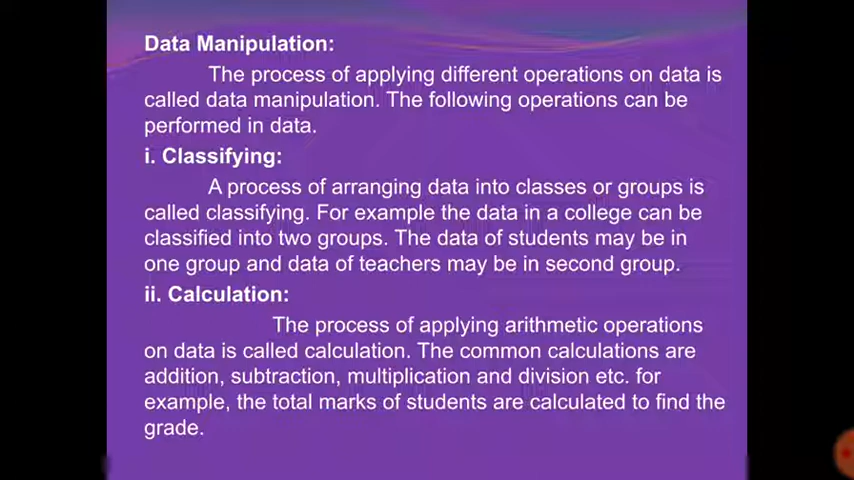 Data Manipulation:
The process of applying different operations on data is
called data manipulation. The following operations can be
performed in data.
i. Classifying:
A process of arranging data into classes or groups is
called classifying. For example the data in a college can be
classified into two groups. The data of students may be in
one group and data of teachers may be in second group.
ii. Calculation:
The process of applying arithmetic operations
on data is called calculation. The common calculations are
addition, subtraction, multiplication and division etc. for
example, the total marks of students are calculated to find the
grade.